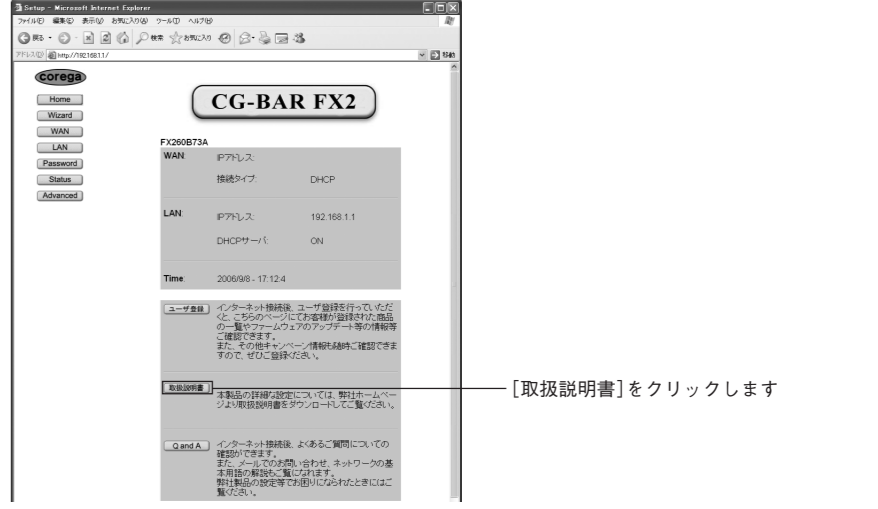 Setup - Microsoft Internet Explorer
ファイル(F) 編集(E) 表示(V) お気に入り(A) ツール(T) ヘルプ(H)
戻る 検索 お気に入り
アドレス(D) http://192.168.1.1/ 移動
corega
Home
Wizard
WAN
LAN
Password
Status
Advanced
CG-BAR FX2
FX260B73A
WAN: IPアドレス:
接続タイプ: DHCP
LAN: IPアドレス: 192.168.1.1
DHCPサーバ: ON
Time: 2006/9/8 - 17:12:4
ユーザ登録
インターネット接続後、ユーザ登録を行っていただ
くと、こちらのページにてお客様が登録された商品
の一覧やファームウェアのアップデート等の情報等
ご確認できます。
また、その他キャンペーン情報も随時ご確認できま
すので、ぜひご登録ください。
取扱説明書
本製品の詳細な設定については、弊社ホームペー
ジより取扱説明書をダウンロードしてご覧ください。
[取扱説明書]をクリックします
Q and A
インターネット接続後、よくあるご質問についての
確認ができます。
また、メールでのお問い合わせ、ネットワークの基
本用語の解説もご覧になれます。
弊社製品の設定等でお困りになられたときにはご
覧ください。